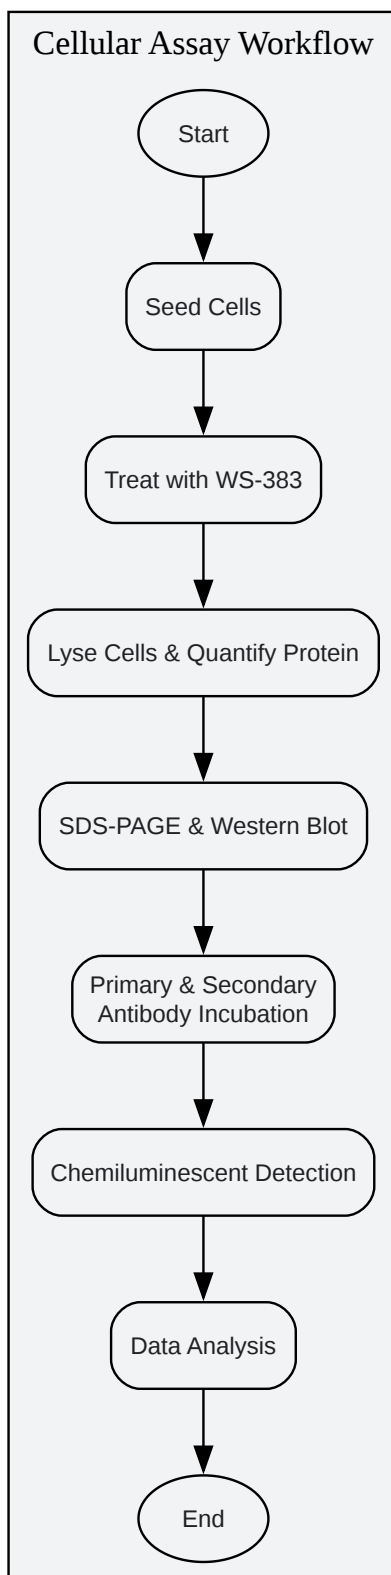 Cellular Assay Workflow
Start
Seed Cells
Treat with WS-383
Lyse Cells & Quantify Protein
SDS-PAGE & Western Blot
Primary & Secondary
Antibody Incubation
Chemiluminescent Detection
Data Analysis
End